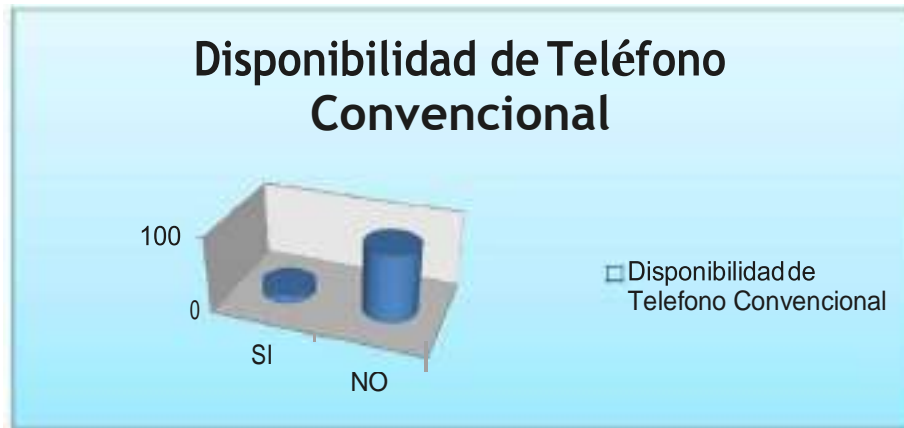 Disponibilidad de Teléfono
Convencional
100
0
SI
NO
Disponibilidad de
Telefono Convencional